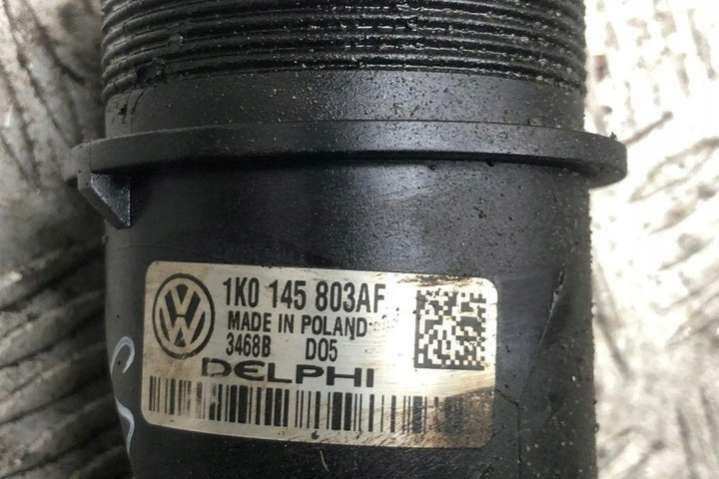 VW
1K0 145 803AF
MADE IN POLAND
3468B D05
DELPHI